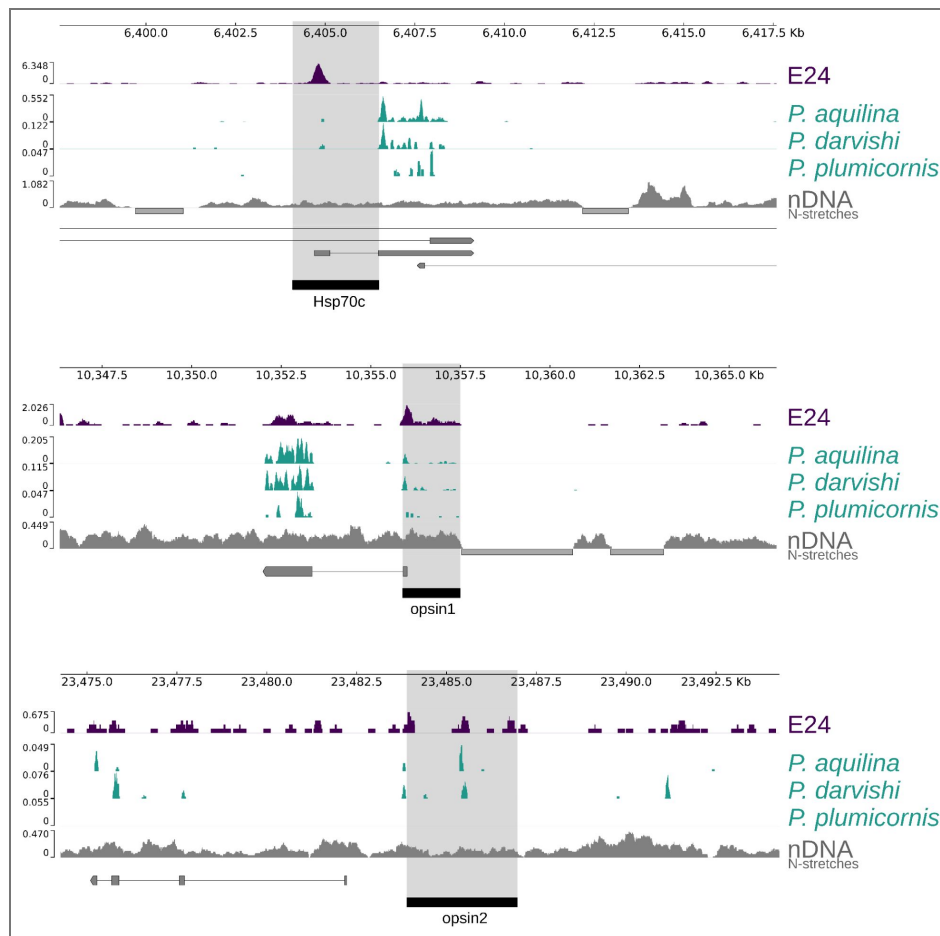 6,400.0 6,402.5 6,405.0 6,407.5 6,410.0 6,412.5 6,415.0 6,417.5 Kb
6.348
0
E24
0.552
0
P. aquilina
0.122
0
P. darvishi
0.047
0
P. plumicornis
1.082
0
nDNA
N-stretches
Hsp70c
10,347.5 10,350.0 10,352.5 10,355.0 10,357.5 10,360.0 10,362.5 10,365.0 Kb
2.026
0
E24
0.205
0
P. aquilina
0.115
0
P. darvishi
0.047
0
P. plumicornis
0.449
0
nDNA
N-stretches
opsin1
23,475.0 23,477.5 23,480.0 23,482.5 23,485.0 23,487.5 23,490.0 23,492.5 Kb
0.675
0
E24
0.049
0
P. aquilina
0.076
0
P. darvishi
0.055
0
P. plumicornis
0.470
0
nDNA
N-stretches
opsin2